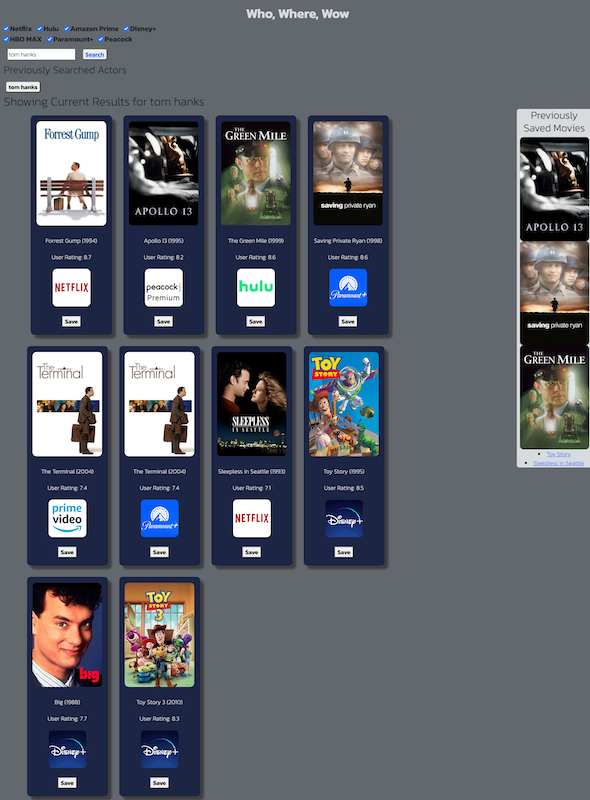 Who, Where, Wow
Netflix Hulu Amazon Prime Disney+
HBO MAX Paramount+ Peacock
tom hanks Search
Previously Searched Actors
tom hanks
Showing Current Results for tom hanks
Forrest Gump
APOLLO 13
THE GREEN MILE
saving private ryan
Forrest Gump (1994)
Apollo 13 (1995)
The Green Mile (1999)
Saving Private Ryan (1998)
User Rating: 8.7
User Rating: 8.2
User Rating: 8.6
User Rating: 8.6
NETFLIX
peacock
Premium
hulu
Paramount+
Save
Save
Save
Save
The Terminal
The Terminal
SLEEPLESS
IN SEATTLE
TOY STORY
The Terminal (2004)
The Terminal (2004)
Sleepless in Seattle (1993)
Toy Story (1995)
User Rating: 7.4
User Rating: 7.4
User Rating: 7.1
User Rating: 8.5
prime
video
Paramount+
NETFLIX
Disney+
Save
Save
Save
Save
big
TOY STORY 3
Big (1988)
Toy Story 3 (2010)
User Rating: 7.7
User Rating: 8.3
Disney+
Disney+
Save
Save
Previously
Saved Movies
APOLLO 13
saving private ryan
THE GREEN MILE
Toy Story
Sleepless in Seattle